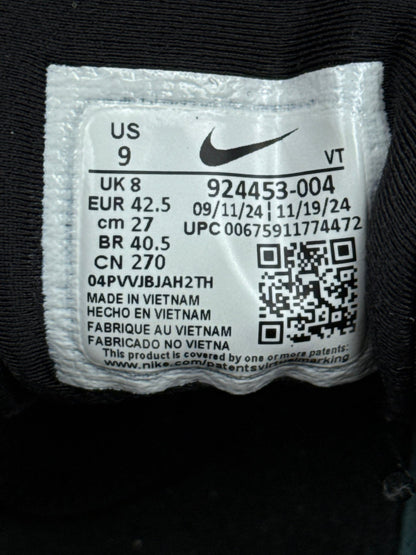 US
9
VT
UK 8
EUR 42.5
cm 27
BR 40.5
CN 270
924453-004
09/11/24 | 11/19/24
UPC 00675911774472
04PVVJBJAH2TH
MADE IN VIETNAM
HECHO EN VIETNAM
FABRIQUE AU VIETNAM
FABRICADO NO VIETNA
This product is covered by one or more patents:
www.nike.com/patentsvirtualmarking